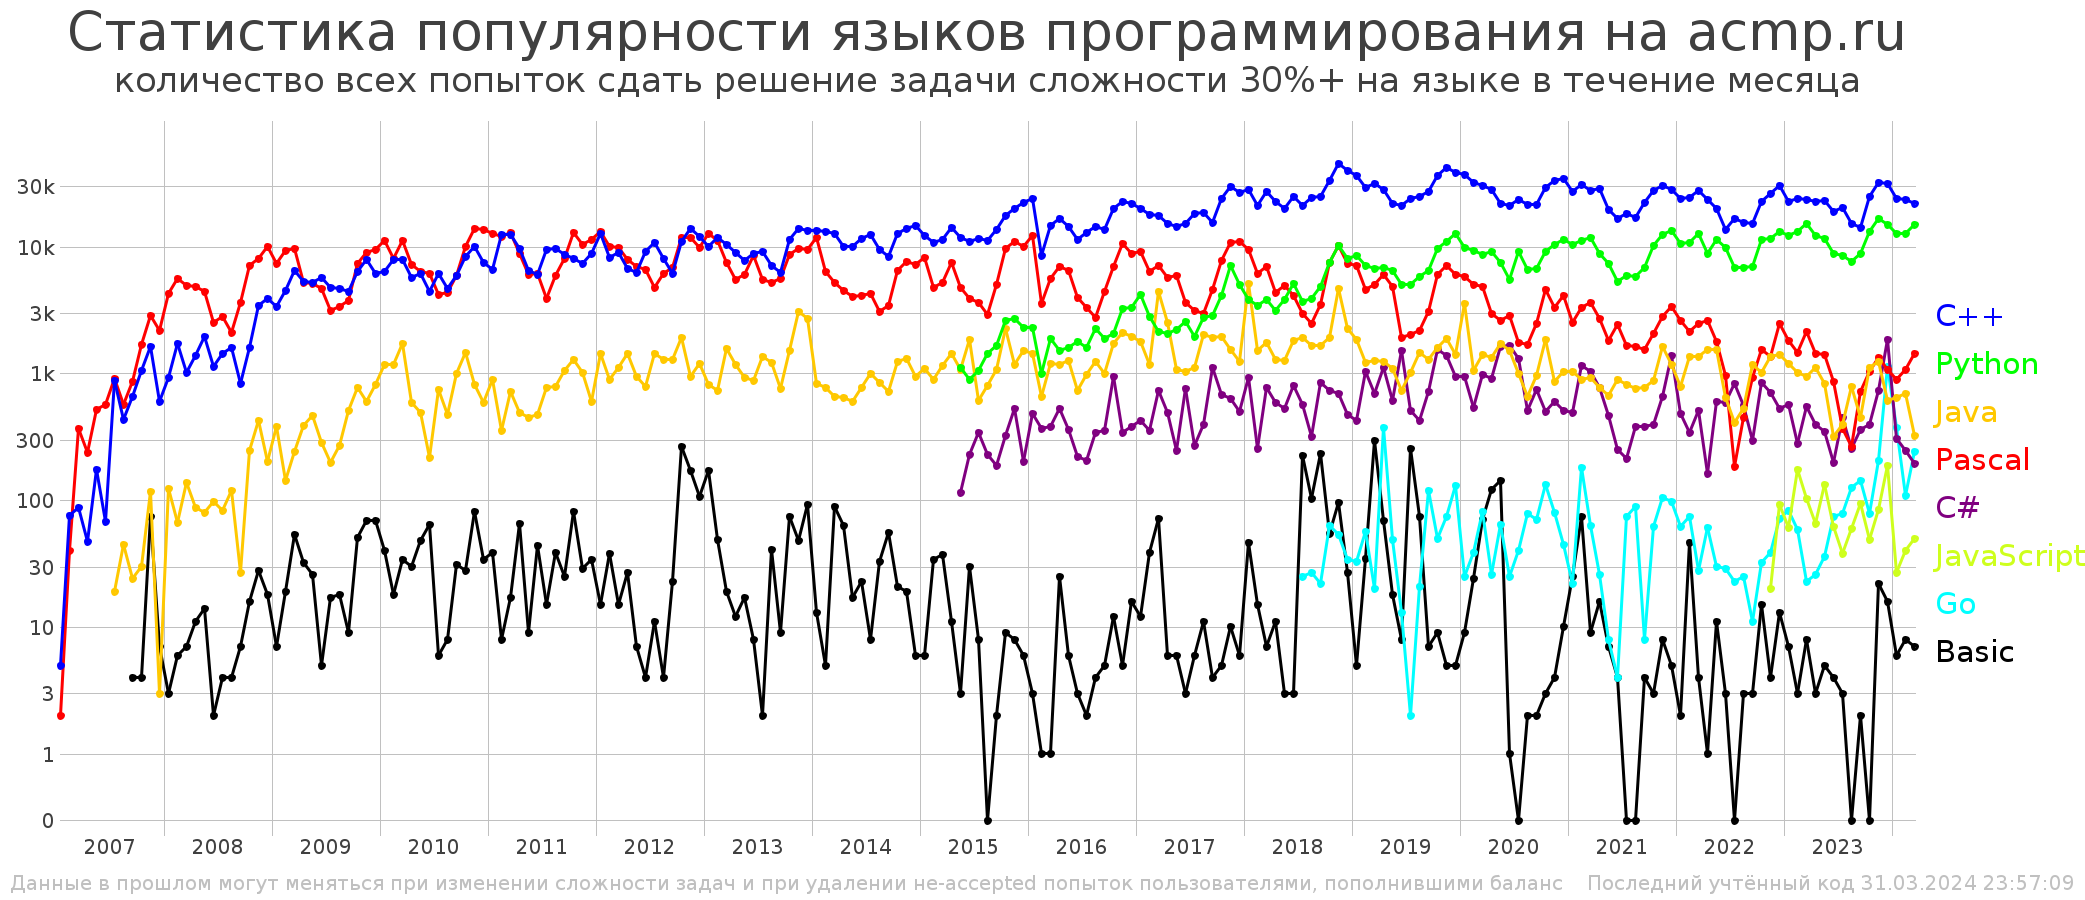 Статистика популярности языков программирования на acmp.ru
количество всех попыток сдать решение задачи сложности 30%+ на языке в течение месяца
30k
10k
3k
1k
300
100
30
10
3
1
0
C++
Python
Java
Pascal
C#
JavaScript
Go
Basic
2007 2008 2009 2010 2011 2012 2013 2014 2015 2016 2017 2018 2019 2020 2021 2022 2023
Данные в прошлом могут меняться при изменении сложности задач и при удалении не-accepted попыток пользователями, пополнившими баланс Последний учтённый код 31.03.2024 23:57:09